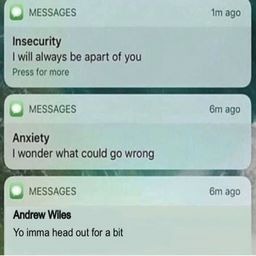 MESSAGES 1m ago
Insecurity
I will always be apart of you
Press for more
MESSAGES 6m ago
Anxiety
I wonder what could go wrong
MESSAGES 6m ago
Andrew Wiles
Yo imma head out for a bit